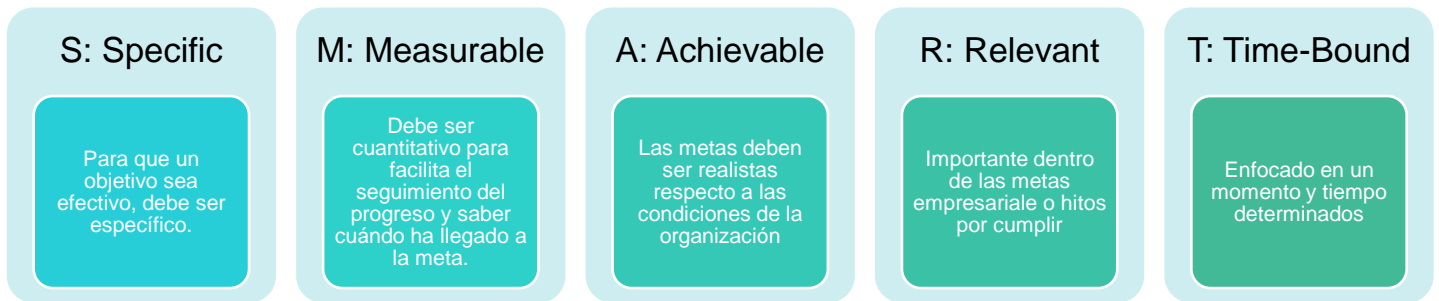 S: Specific
Para que un
objetivo sea
efectivo, debe ser
específico.
M: Measurable
Debe ser
cuantitativo para
facilita el
seguimiento del
progreso y saber
cuándo ha llegado a
la meta.
A: Achievable
Las metas deben
ser realistas
respecto a las
condiciones de la
organización
R: Relevant
Importante dentro
de las metas
empresariale o hitos
por cumplir
T: Time-Bound
Enfocado en un
momento y tiempo
determinados